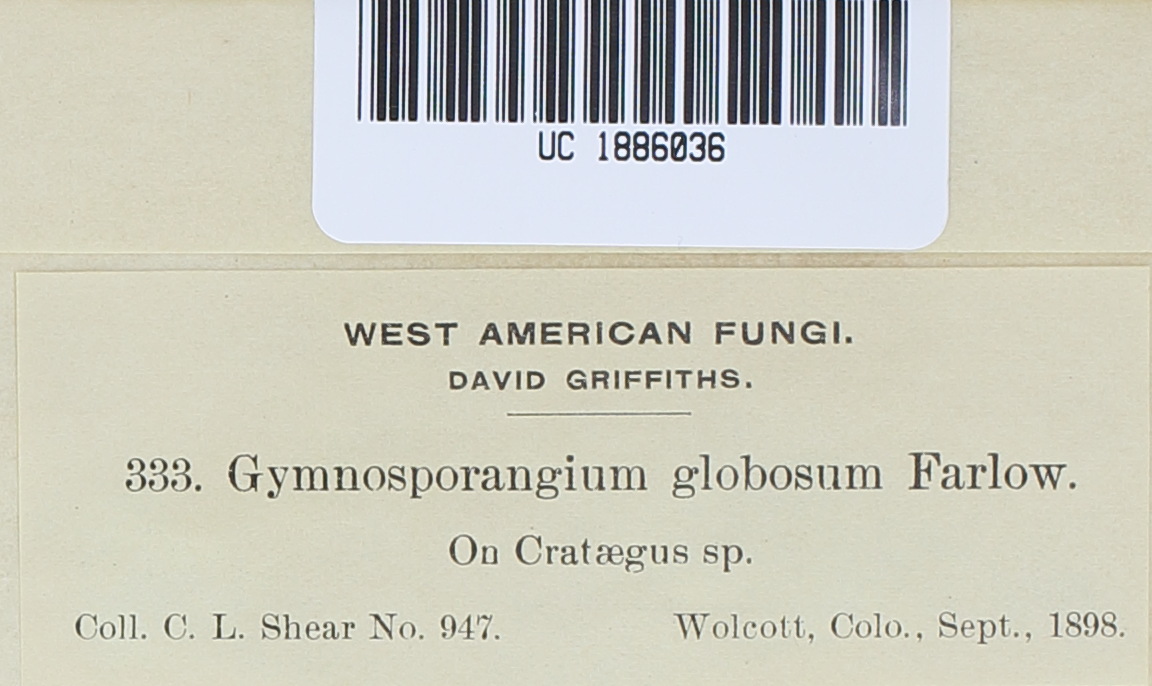 UC 1886036
WEST AMERICAN FUNGI.
DAVID GRIFFITHS.
333. Gymnosporangium globosum Farlow.
On Cratægus sp.
Coll. C. L. Shear No. 947. Wolcott, Colo., Sept., 1898.